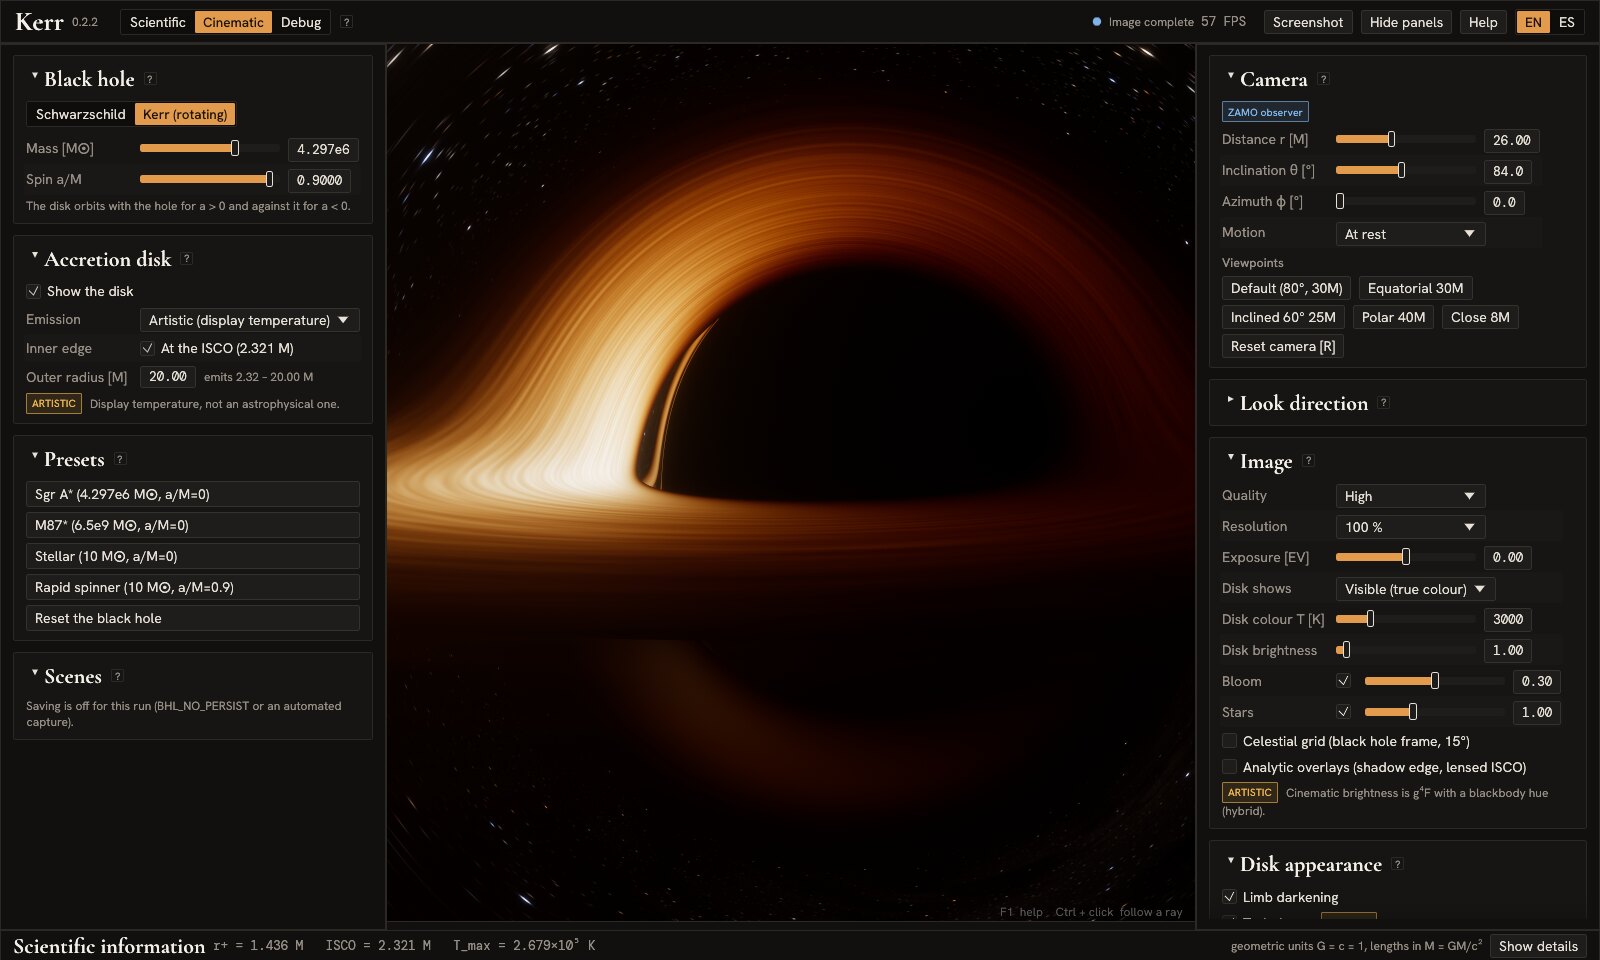 Kerr 0.2.2 Scientific Cinematic Debug ? Image complete 57 FPS Screenshot Hide panels Help EN ES
Black hole ?
Schwarzschild Kerr (rotating)
Mass [M☉] 4.297e6
Spin a/M 0.9000
The disk orbits with the hole for a > 0 and against it for a < 0.
Accretion disk ?
Show the disk
Emission Artistic (display temperature)
Inner edge At the ISCO (2.321 M)
Outer radius [M] 20.00 emits 2.32 – 20.00 M
ARTISTIC Display temperature, not an astrophysical one.
Presets ?
Sgr A* (4.297e6 M☉, a/M=0)
M87* (6.5e9 M☉, a/M=0)
Stellar (10 M☉, a/M=0)
Rapid spinner (10 M☉, a/M=0.9)
Reset the black hole
Scenes ?
Saving is off for this run (BHL_NO_PERSIST or an automated
capture).
F1 help Ctrl + click follow a ray
Camera ?
ZAMO observer
Distance r [M] 26.00
Inclination θ [°] 84.0
Azimuth ϕ [°] 0.0
Motion At rest
Viewpoints
Default (80°, 30M) Equatorial 30M
Inclined 60° 25M Polar 40M Close 8M
Reset camera [R]
Look direction ?
Image ?
Quality High
Resolution 100 %
Exposure [EV] 0.00
Disk shows Visible (true colour)
Disk colour T [K] 3000
Disk brightness 1.00
Bloom 0.30
Stars 1.00
Celestial grid (black hole frame, 15°)
Analytic overlays (shadow edge, lensed ISCO)
ARTISTIC Cinematic brightness is g⁴F with a blackbody hue
(hybrid).
Disk appearance ?
Limb darkening
Scientific information r+ = 1.436 M ISCO = 2.321 M T_max = 2.679×10⁵ K geometric units G = c = 1, lengths in M = GM/c² Show details